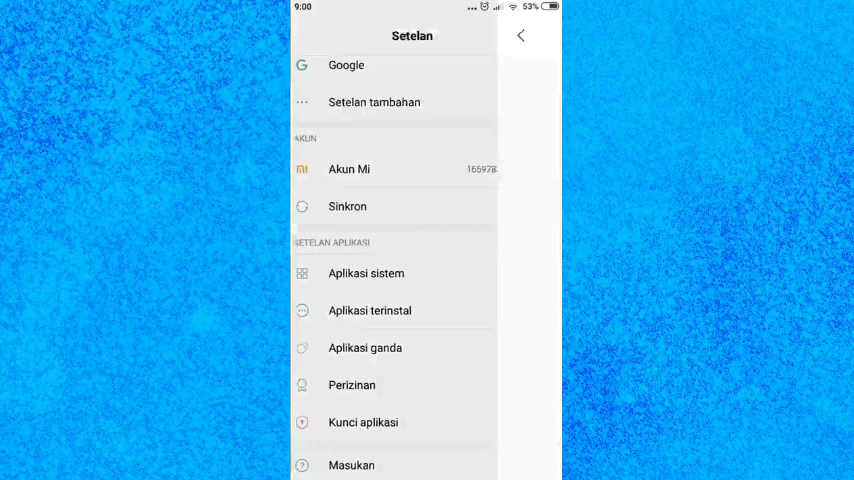 9:00
53%
Setelan
Google
Setelan tambahan
AKUN
Akun Mi
166978
Sinkron
SETELAN APLIKASI
Aplikasi sistem
Aplikasi terinstal
Aplikasi ganda
Perizinan
Kunci aplikasi
Masukan